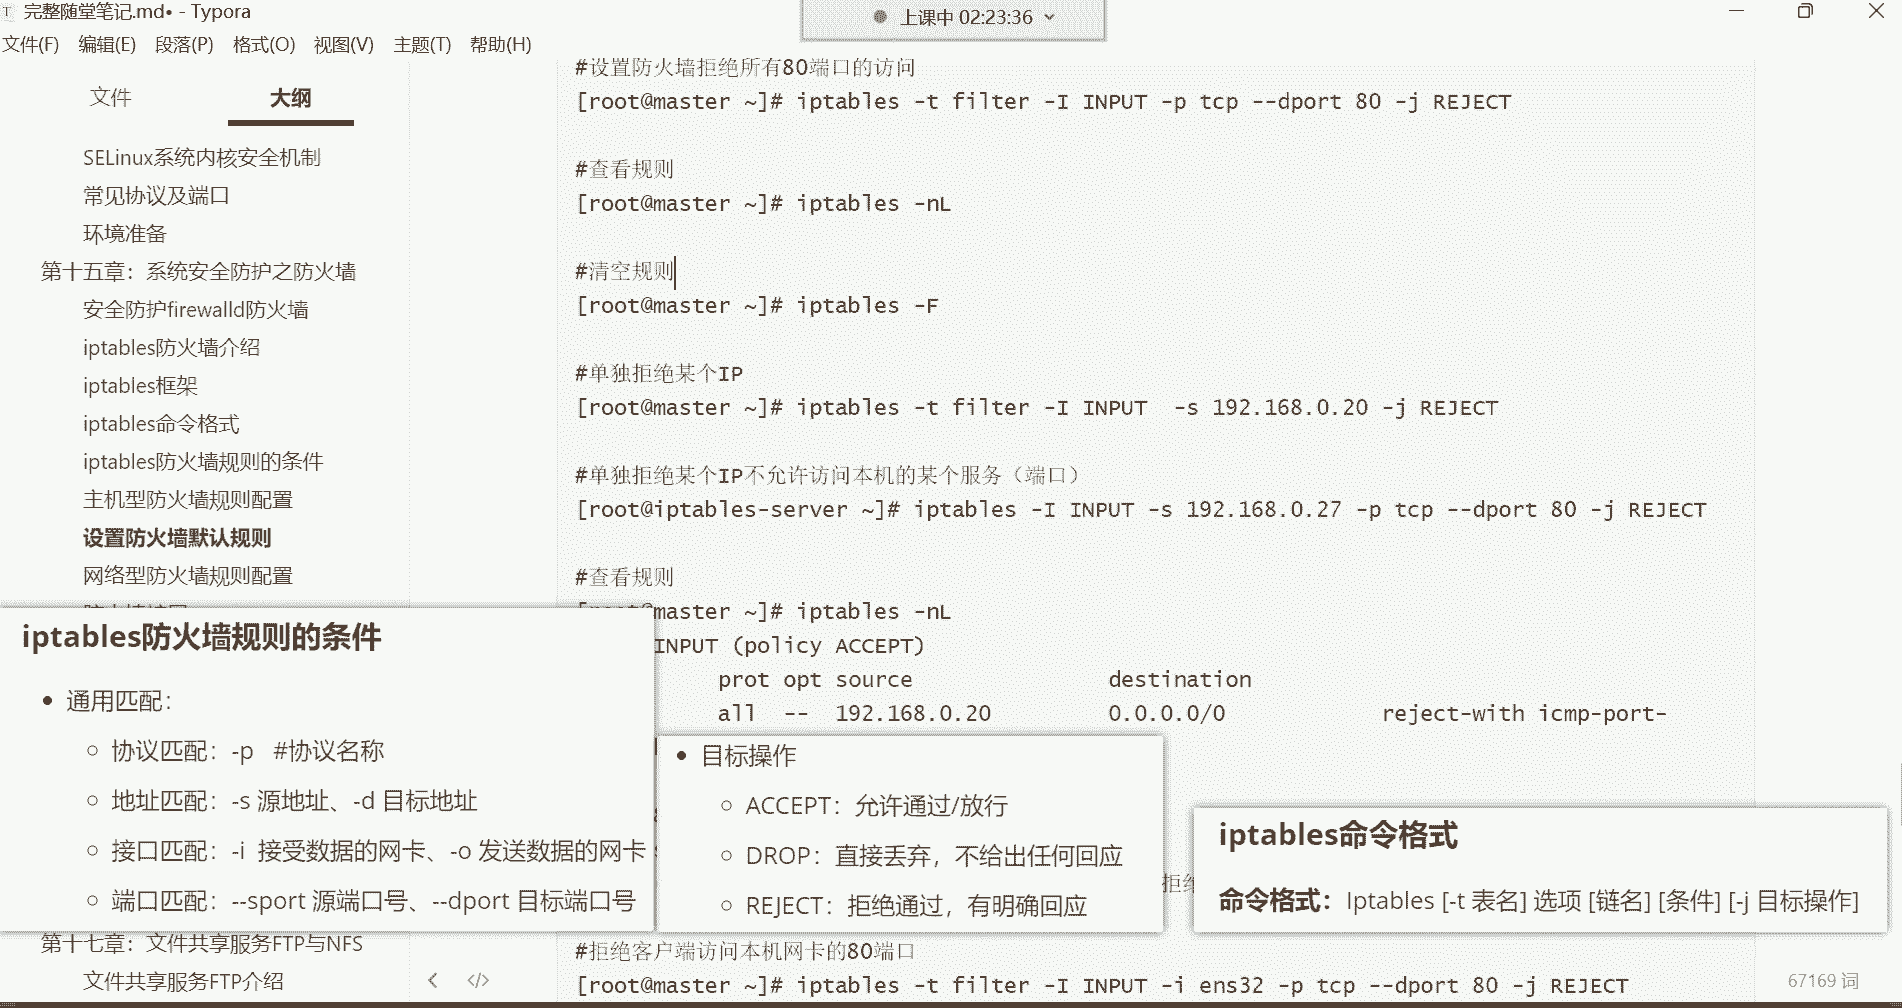 完整随堂笔记.md• - Typora
上课中 02:23:36
文件(F) 编辑(E) 段落(P) 格式(O) 视图(V) 主题(T) 帮助(H)
文件
大纲
SELinux系统内核安全机制
常见协议及端口
环境准备
第十五章：系统安全防护之防火墙
安全防护firewalld防火墙
iptables防火墙介绍
iptables框架
iptables命令格式
iptables防火墙规则的条件
主机型防火墙规则配置
设置防火墙默认规则
网络型防火墙规则配置
#设置防火墙拒绝所有80端口的访问
[root@master ~]# iptables -t filter -I INPUT -p tcp --dport 80 -j REJECT
#查看规则
[root@master ~]# iptables -nL
#清空规则
[root@master ~]# iptables -F
#单独拒绝某个IP
[root@master ~]# iptables -t filter -I INPUT  -s 192.168.0.20 -j REJECT
#单独拒绝某个IP不允许访问本机的某个服务（端口）
[root@iptables-server ~]# iptables -I INPUT -s 192.168.0.27 -p tcp --dport 80 -j REJECT
#查看规则
[root@master ~]# iptables -nL
INPUT (policy ACCEPT)
prot opt source destination
all -- 192.168.0.20 0.0.0.0/0 reject-with icmp-port-
iptables防火墙规则的条件
• 通用匹配：
○ 协议匹配：-p #协议名称
○ 地址匹配：-s 源地址、-d 目标地址
○ 接口匹配：-i 接受数据的网卡、-o 发送数据的网卡
○ 端口匹配：--sport 源端口号、--dport 目标端口号
• 目标操作
○ ACCEPT：允许通过/放行
○ DROP：直接丢弃，不给出任何回应
○ REJECT：拒绝通过，有明确回应
iptables命令格式
命令格式：Iptables [-t 表名] 选项 [链名] [条件] [-j 目标操作]
第十七章：文件共享服务FTP与NFS
文件共享服务FTP介绍
#拒绝客户端访问本机网卡的80端口
[root@master ~]# iptables -t filter -I INPUT -i ens32 -p tcp --dport 80 -j REJECT
67169 词